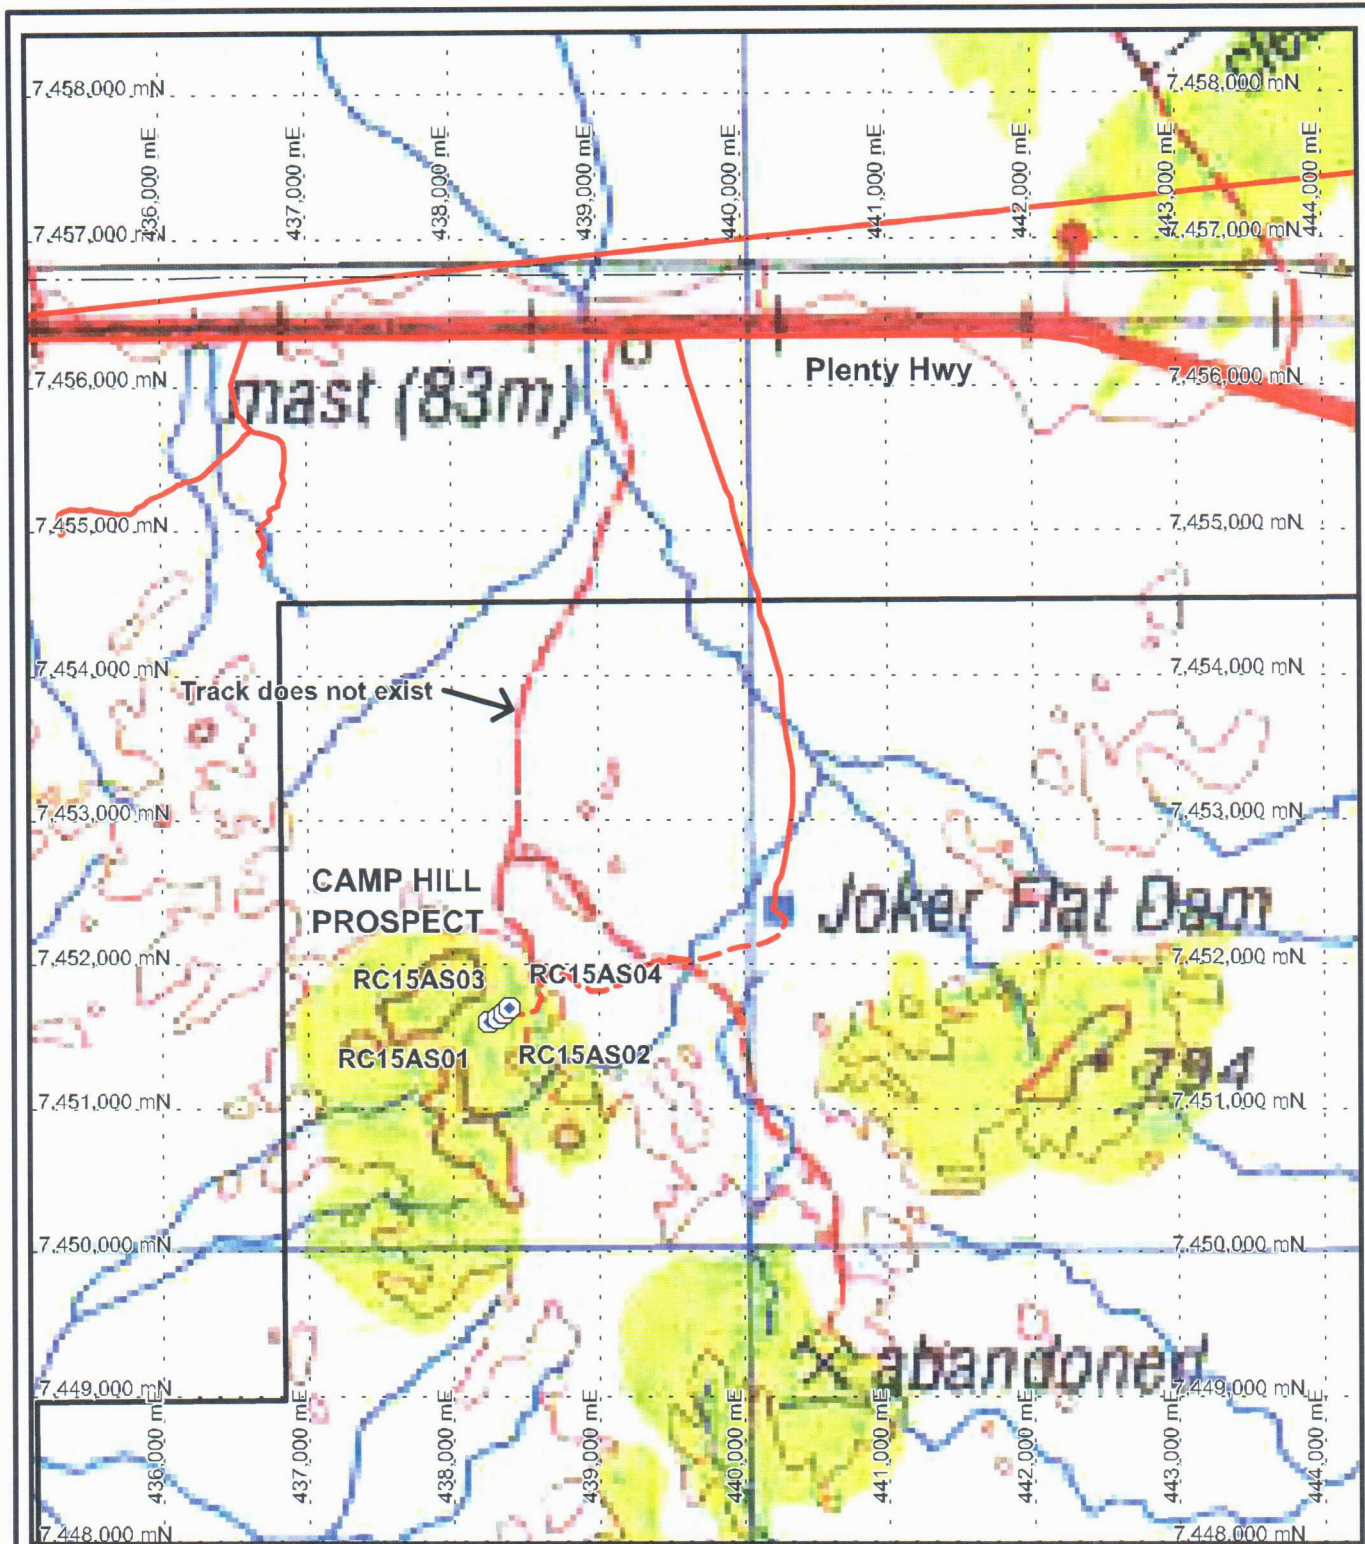 7,458,000 mN
7,458,000 mN
436,000 mE
437,000 mE
438,000 mE
439,000 mE
440,000 mE
441,000 mE
442,000 mE
443,000 mE
444,000 mE
7,457,000 mN
7,457,000 mN
Plenty Hwy
7,456,000 mN
mast (83m)
7,456,000 mN
7,455,000 mN
7,455,000 mN
7,454,000 mN
7,454,000 mN
Track does not exist
7,453,000 mN
7,453,000 mN
CAMP HILL
PROSPECT
Joker Flat Dam
7,452,000 mN
7,452,000 mN
RC15AS03
RC15AS04
RC15AS01
RC15AS02
794
7,451,000 mN
7,451,000 mN
7,450,000 mN
7,450,000 mN
abandoned
7,449,000 mN
7,449,000 mN
436,000 mE
437,000 mE
438,000 mE
439,000 mE
440,000 mE
441,000 mE
442,000 mE
443,000 mE
444,000 mE
7,448,000 mN
7,448,000 mN